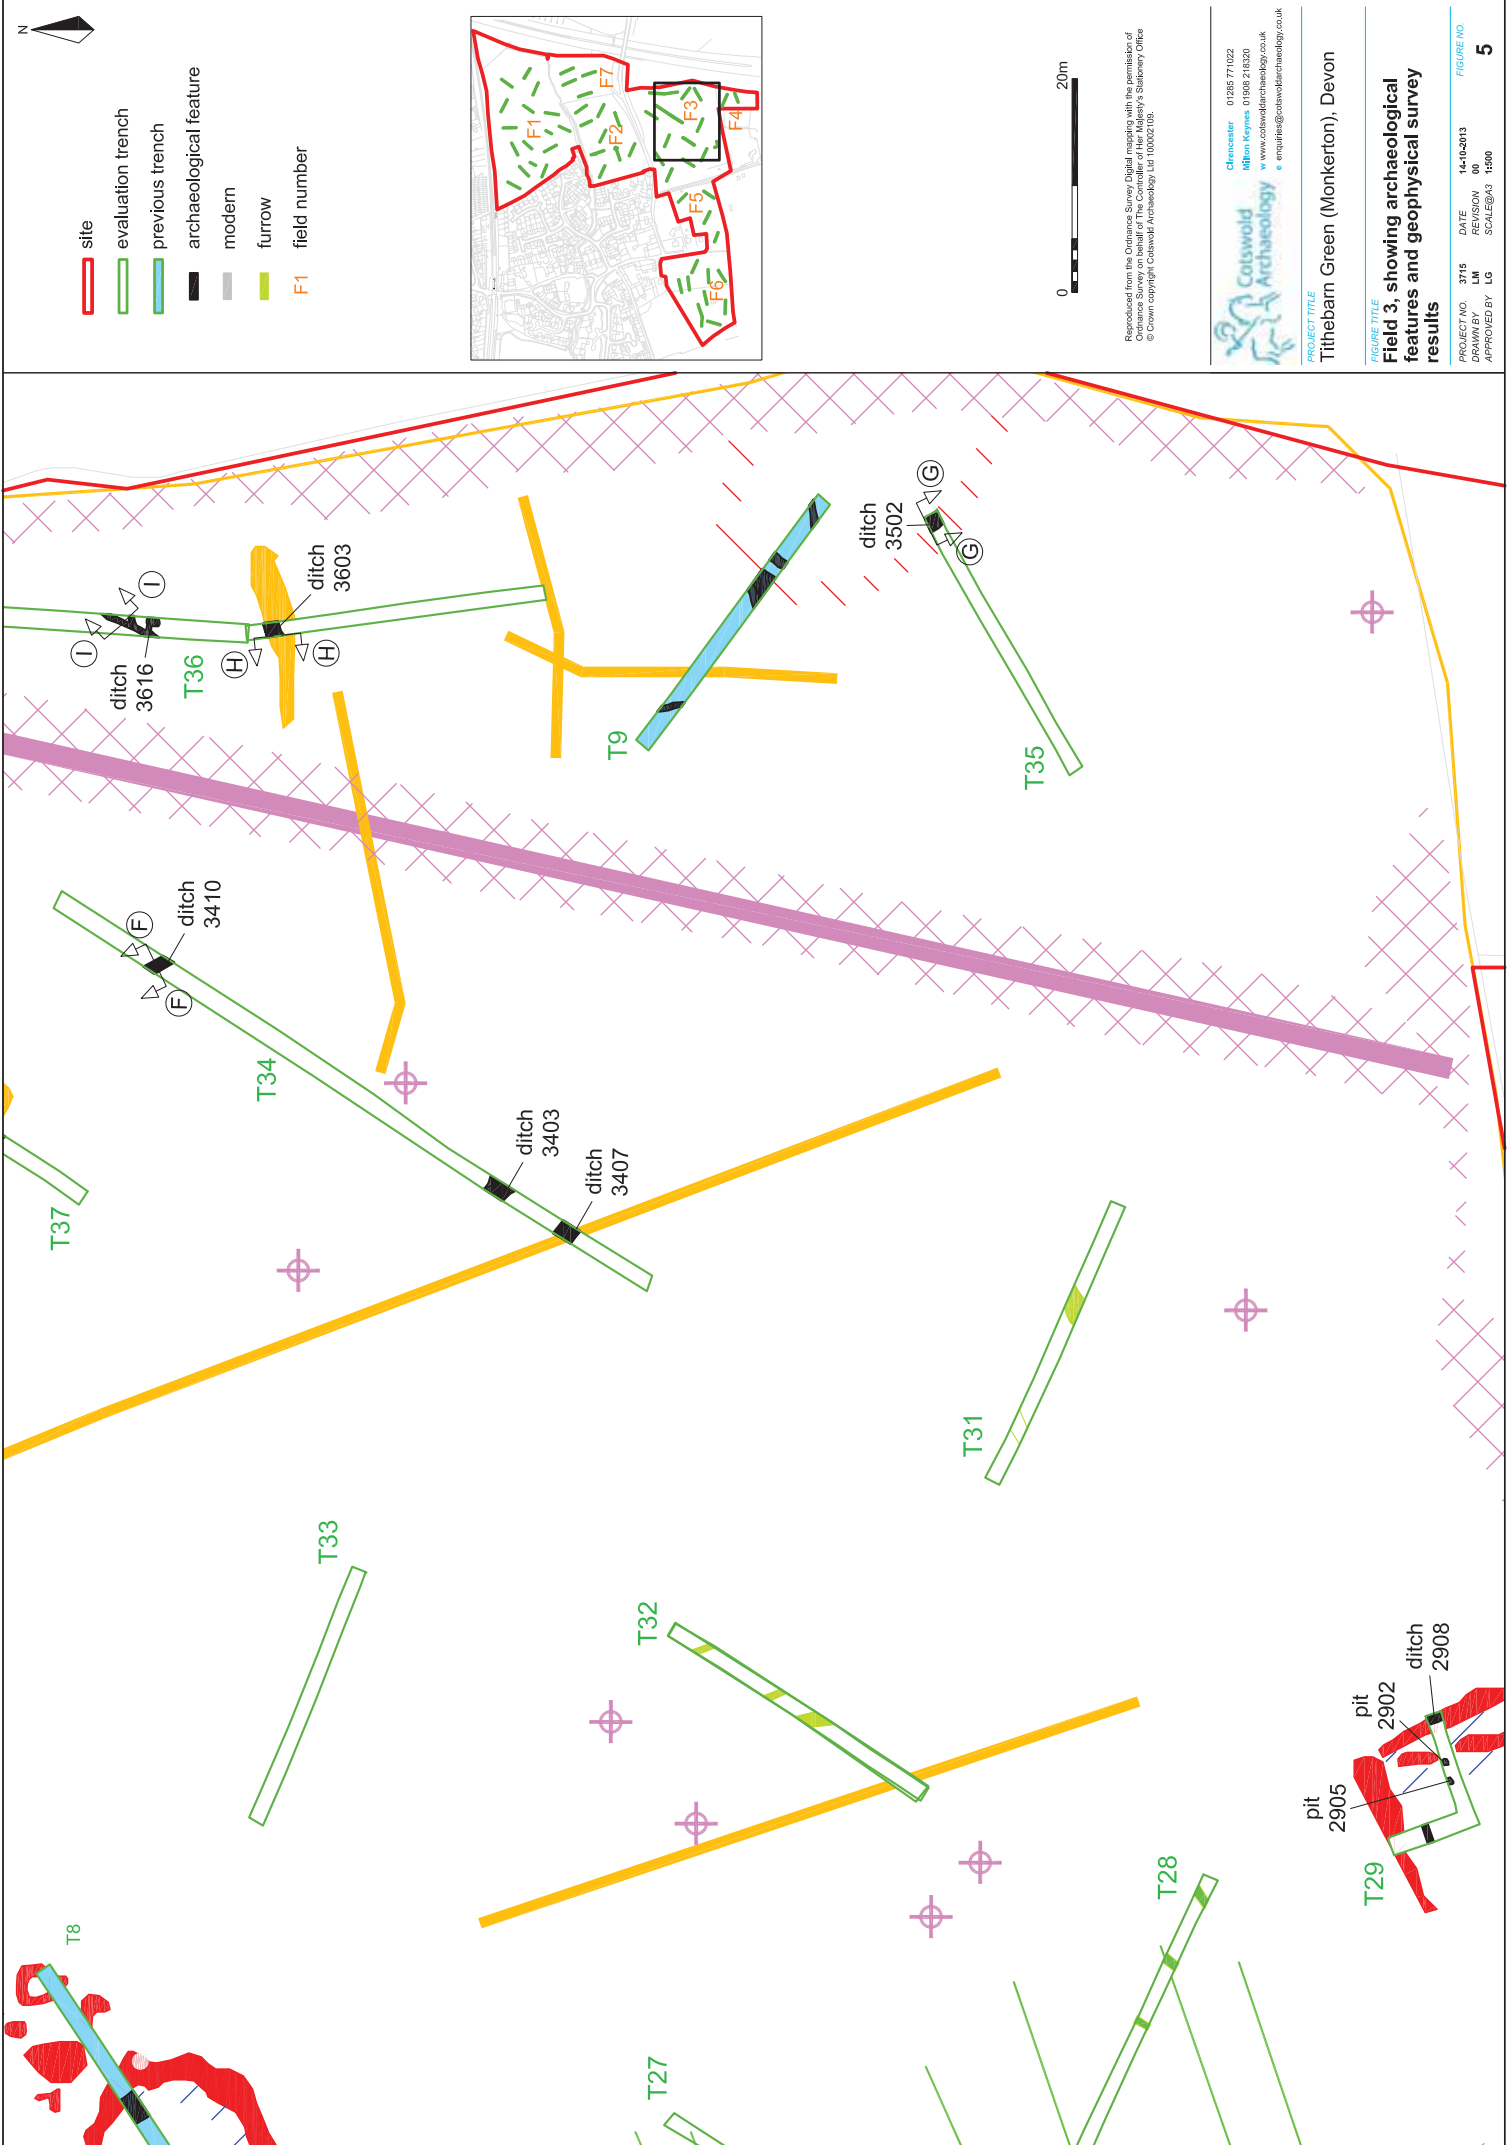 N
site
evaluation trench
previous trench
archaeological feature
modern
furrow
F1 field number
F1
F2
F7
F3
F4
F5
F6
0 20m
Reproduced from the Ordnance Survey Digital mapping with the permission of
Ordnance Survey on behalf of The Controller of Her Majesty's Stationery Office
© Crown copyright Cotswold Archaeology Ltd 100002109.
Cotswold
Archaeology
Cirencester 01285 771022
Milton Keynes 01908 218320
w www.cotswoldarchaeology.co.uk
e enquiries@cotswoldarchaeology.co.uk
PROJECT TITLE
Tithebarn Green (Monkerton), Devon
FIGURE TITLE
Field 3, showing archaeological
features and geophysical survey
results
PROJECT NO. 3715 DATE 14-10-2013 FIGURE NO.
DRAWN BY LM REVISION 00
APPROVED BY LG SCALE@A3 1:500
5
I
I
ditch
3616
T36
H
H
ditch
3603
T9
ditch
3502
G
G
T35
F
F
ditch
3410
T34
ditch
3403
ditch
3407
T37
T33
T31
T32
T8
T27
T28
T29
pit
2905
pit
2902
ditch
2908